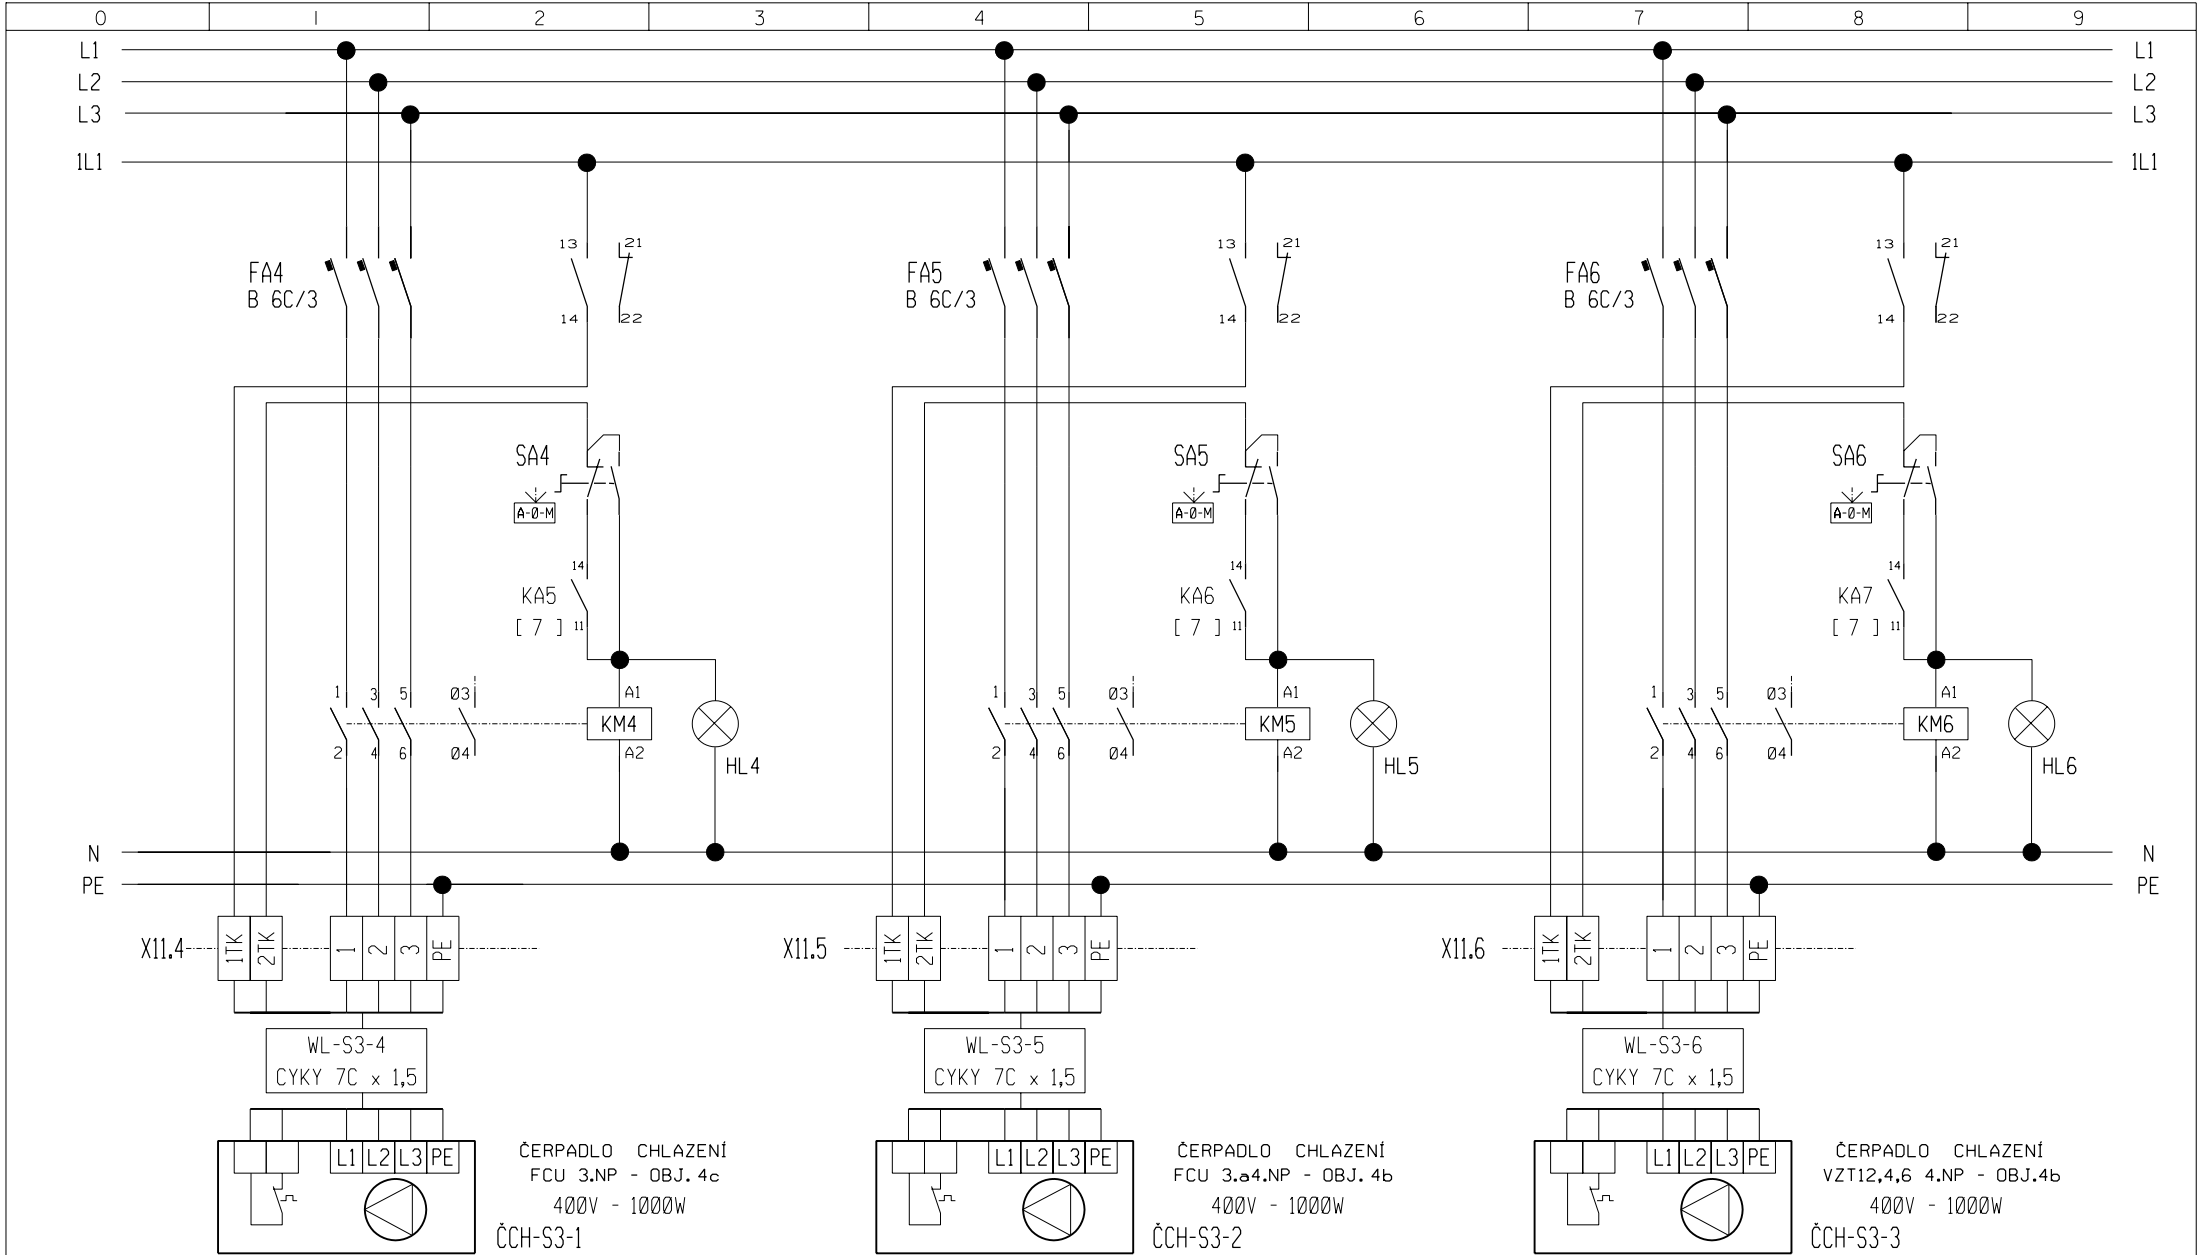 0 1 2 3 4 5 6 7 8 9
L1 L1
L2 L2
L3 L3
1L1 1L1
13 21 13 21 13 21
FA4 FA5 FA6
B 6C/3 B 6C/3 B 6C/3
14 22 14 22 14 22
SA4 SA5 SA6
A-Ø-M A-Ø-M A-Ø-M
14 14 14
KA5 KA6 KA7
[ 7 ] 11 [ 7 ] 11 [ 7 ] 11
1 3 5 Ø3 A1 1 3 5 Ø3 A1 1 3 5 Ø3 A1
KM4 KM5 KM6
2 4 6 Ø4 A2 2 4 6 Ø4 A2 2 4 6 Ø4 A2
HL4 HL5 HL6
N N
PE PE
X11.4 1TK 2TK 1 2 3 PE X11.5 1TK 2TK 1 2 3 PE X11.6 1TK 2TK 1 2 3 PE
WL-S3-4 WL-S3-5 WL-S3-6
CYKY 7C x 1,5 CYKY 7C x 1,5 CYKY 7C x 1,5
L1 L2 L3 PE L1 L2 L3 PE L1 L2 L3 PE
ČERPADLO CHLAZENÍ ČERPADLO CHLAZENÍ ČERPADLO CHLAZENÍ
FCU 3.NP - OBJ. 4c FCU 3.a4.NP - OBJ. 4b VZT12,4,6 4.NP - OBJ.4b
400V - 1000W 400V - 1000W 400V - 1000W
ČCH-S3-1 ČCH-S3-2 ČCH-S3-3